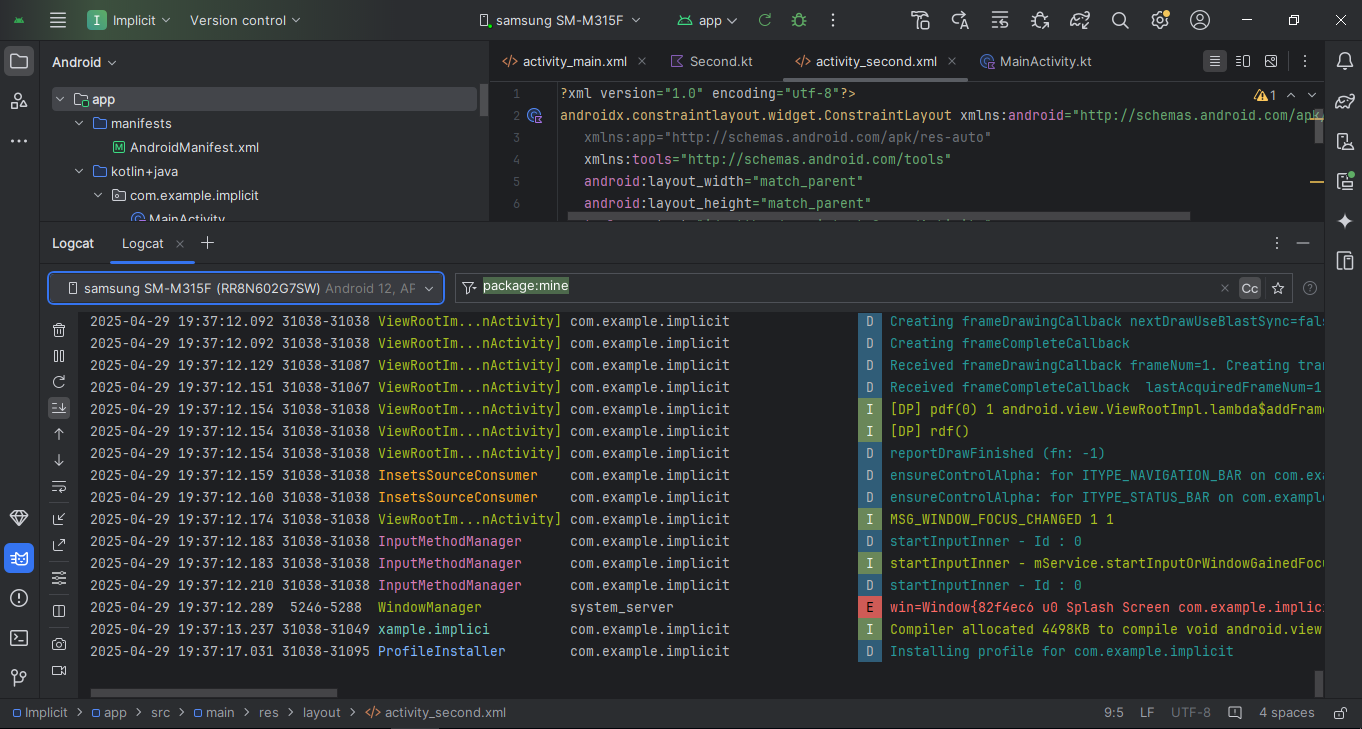 I Implicit Version control samsung SM-M315F app
Android
activity_main.xml Second.kt activity_second.xml MainActivity.kt
app
manifests
AndroidManifest.xml
kotlin+java
com.example.implicit
MainActivity
1 ?xml version="1.0" encoding="utf-8"?> 1
2 androidx.constraintlayout.widget.ConstraintLayout xmlns:android="http://schemas.android.com/apk/
3 xmlns:app="http://schemas.android.com/apk/res-auto"
4 xmlns:tools="http://schemas.android.com/tools"
5 android:layout_width="match_parent"
6 android:layout_height="match_parent"
Logcat Logcat
samsung SM-M315F (RR8N602G7SW) Android 12, AP package:mine Cc
2025-04-29 19:37:12.092 31038-31038 ViewRootIm...nActivity] com.example.implicit D Creating frameDrawingCallback nextDrawUseBlastSync=fals
2025-04-29 19:37:12.092 31038-31038 ViewRootIm...nActivity] com.example.implicit D Creating frameCompleteCallback
2025-04-29 19:37:12.129 31038-31087 ViewRootIm...nActivity] com.example.implicit D Received frameDrawingCallback frameNum=1. Creating tran
2025-04-29 19:37:12.151 31038-31067 ViewRootIm...nActivity] com.example.implicit D Received frameCompleteCallback  lastAcquiredFrameNum=1
2025-04-29 19:37:12.154 31038-31038 ViewRootIm...nActivity] com.example.implicit I [DP] pdf(0) 1 android.view.ViewRootImpl.lambda$addFrame
2025-04-29 19:37:12.154 31038-31038 ViewRootIm...nActivity] com.example.implicit I [DP] rdf()
2025-04-29 19:37:12.154 31038-31038 ViewRootIm...nActivity] com.example.implicit D reportDrawFinished (fn: -1)
2025-04-29 19:37:12.159 31038-31038 InsetsSourceConsumer com.example.implicit D ensureControlAlpha: for ITYPE_NAVIGATION_BAR on com.exa
2025-04-29 19:37:12.160 31038-31038 InsetsSourceConsumer com.example.implicit D ensureControlAlpha: for ITYPE_STATUS_BAR on com.example
2025-04-29 19:37:12.174 31038-31038 ViewRootIm...nActivity] com.example.implicit I MSG_WINDOW_FOCUS_CHANGED 1 1
2025-04-29 19:37:12.183 31038-31038 InputMethodManager com.example.implicit D startInputInner - Id : 0
2025-04-29 19:37:12.183 31038-31038 InputMethodManager com.example.implicit I startInputInner - mService.startInputOrWindowGainedFocu
2025-04-29 19:37:12.210 31038-31038 InputMethodManager com.example.implicit D startInputInner - Id : 0
2025-04-29 19:37:12.289  5246-5288  WindowManager system_server E win=Window{82f4ec6 u0 Splash Screen com.example.implici
2025-04-29 19:37:13.237 31038-31049 xample.implici com.example.implicit I Compiler allocated 4498KB to compile void android.view.
2025-04-29 19:37:17.031 31038-31095 ProfileInstaller com.example.implicit D Installing profile for com.example.implicit
Implicit > app > src > main > res > layout > activity_second.xml 9:5 LF UTF-8 4 spaces